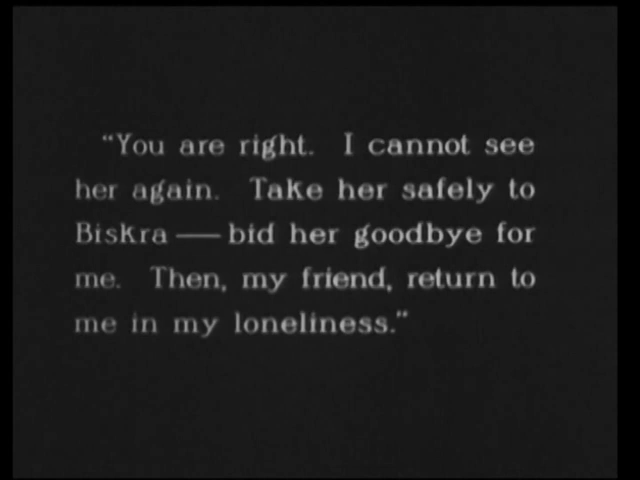 "You are right. I cannot see
her again. Take her safely to
Biskra — bid her goodbye for
me. Then, my friend, return to
me in my loneliness."